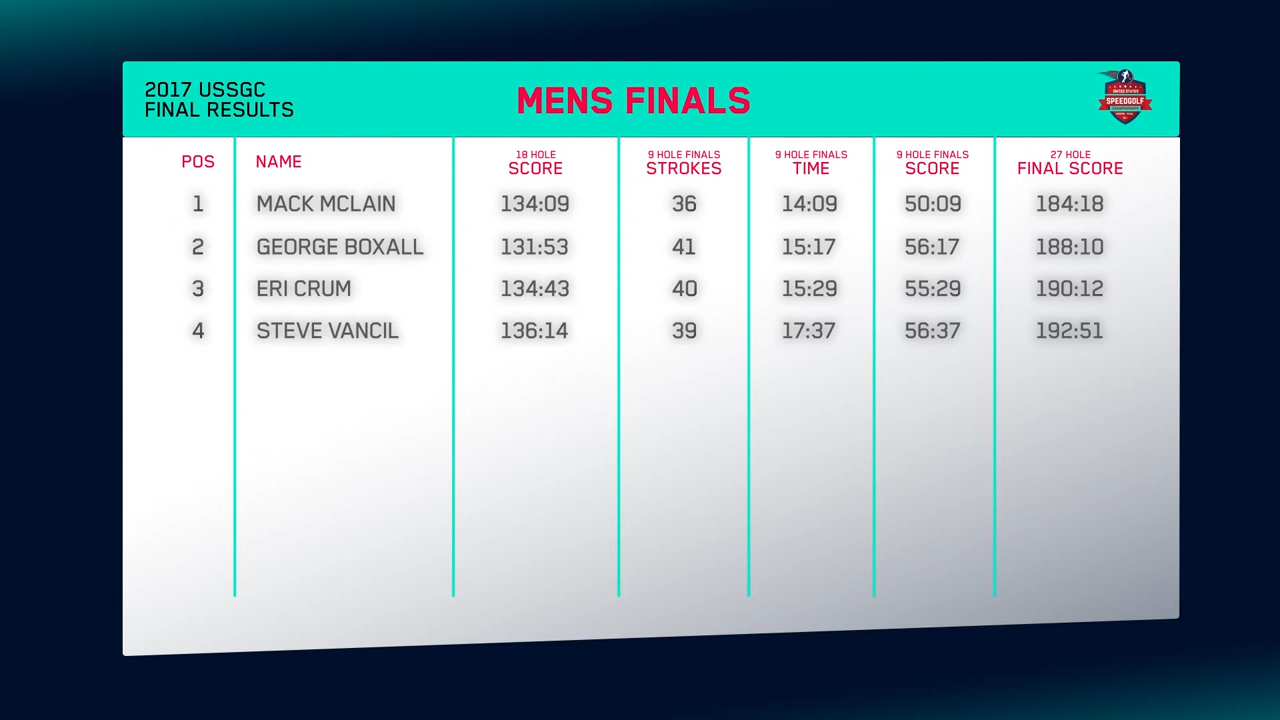 2017 USSGC
FINAL RESULTS
MENS FINALS
United States
SPEEDGOLF
POS NAME 18 HOLE SCORE 9 HOLE FINALS STROKES 9 HOLE FINALS TIME 9 HOLE FINALS SCORE 27 HOLE FINAL SCORE
1 MACK MCLAIN 134:09 36 14:09 50:09 184:18
2 GEORGE BOXALL 131:53 41 15:17 56:17 188:10
3 ERI CRUM 134:43 40 15:29 55:29 190:12
4 STEVE VANCIL 136:14 39 17:37 56:37 192:51